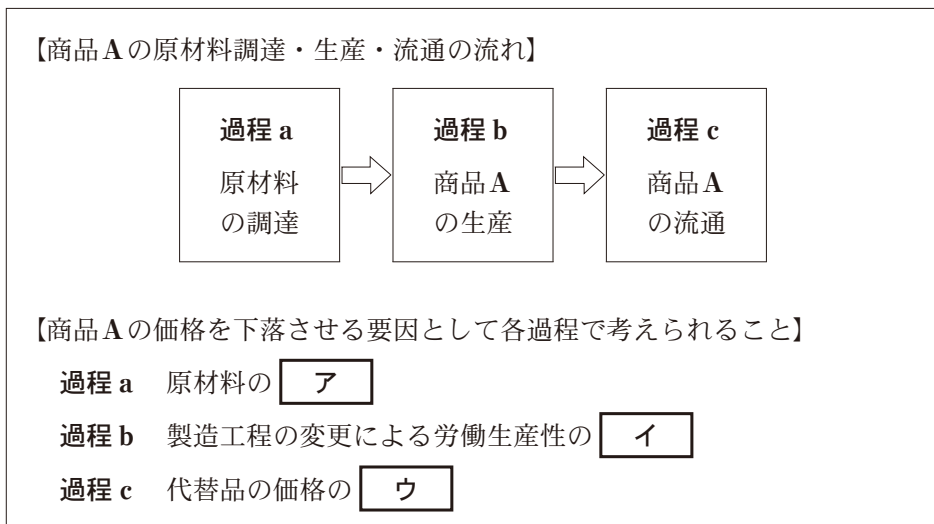 【商品Aの原材料調達・生産・流通の流れ】
過程 a
原材料
の調達
過程 b
商品A
の生産
過程 c
商品A
の流通
【商品Aの価格を下落させる要因として各過程で考えられること】
過程 a 原材料の ア
過程 b 製造工程の変更による労働生産性の イ
過程 c 代替品の価格の ウ